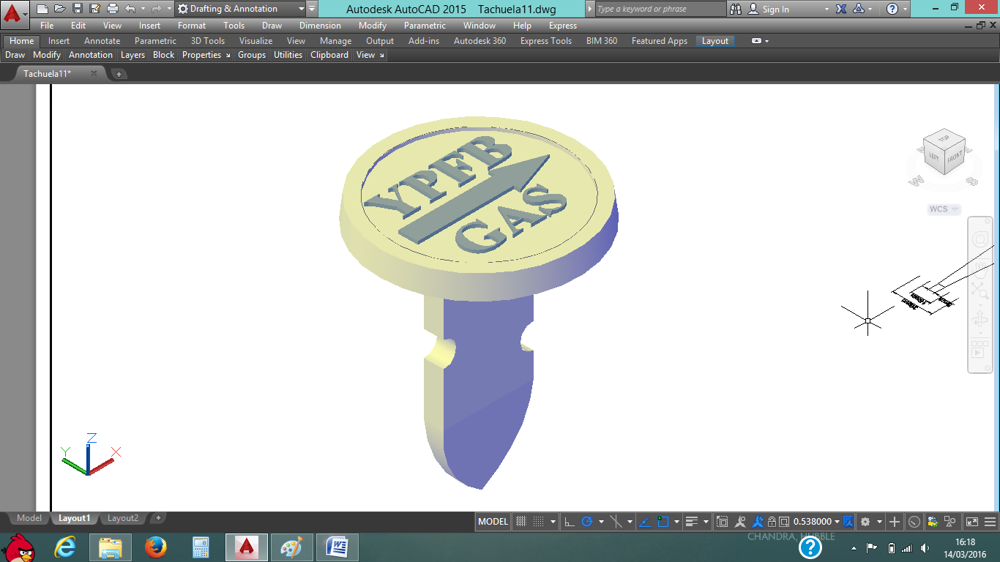 Drafting & Annotation
Autodesk AutoCAD 2015 Tachuela11.dwg
Type a keyword or phrase
Sign In
File Edit View Insert Format Tools Draw Dimension Modify Parametric Window Help Express
Home Insert Annotate Parametric 3D Tools Visualize View Manage Output Add-ins Autodesk 360 Express Tools BIM 360 Featured Apps Layout
Draw Modify Annotation Layers Block Properties Groups Utilities Clipboard View
Tachuela11*
YPFB
GAS
TOP
LEFT FRONT
W S
WCS
Z
Y X
Model Layout1 Layout2
MODEL
0.538000
CHANDRA, HUBBLE
16:18
14/03/2016